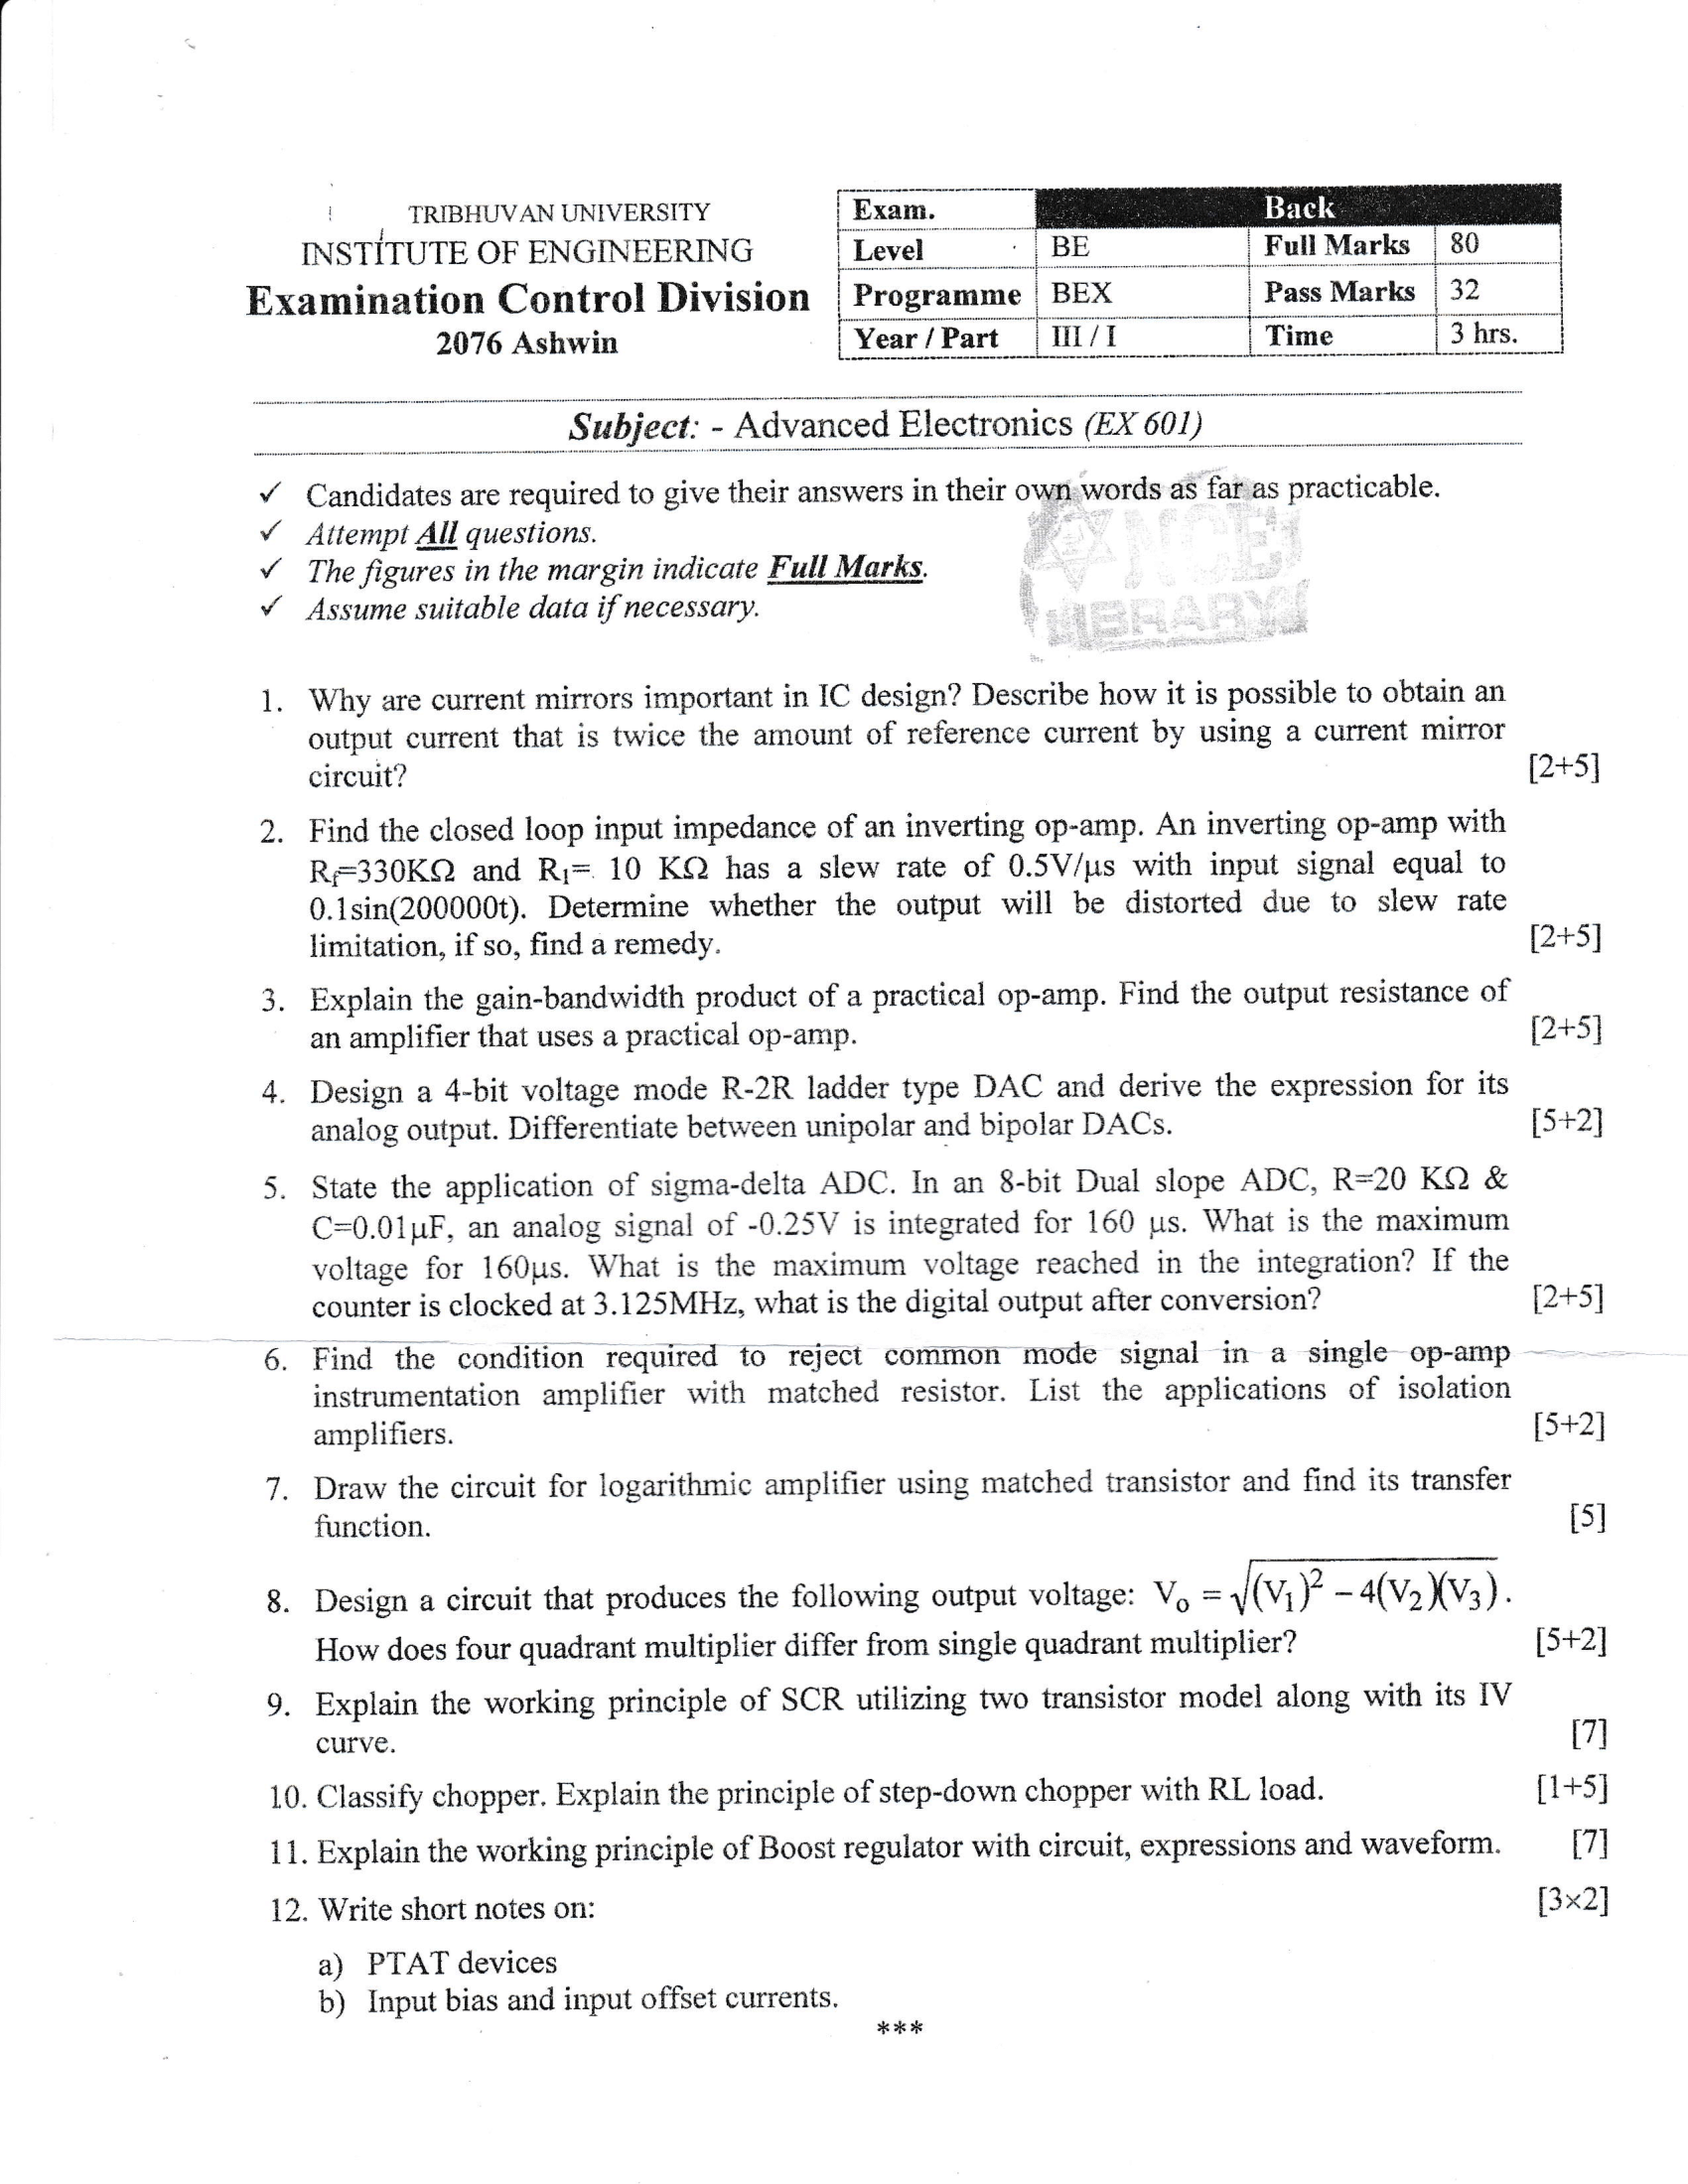 TRIBHUVAN UNIVERSITY
INSTITUTE OF ENGINEERING
Examination Control Division
2076 Ashwin
Exam. Back
Level BE Full Marks 80
Programme BEX Pass Marks 32
Year / Part III / I Time 3 hrs.
Subject: - Advanced Electronics (EX 601)
✓ Candidates are required to give their answers in their own words as far as practicable.
✓ Attempt All questions.
✓ The figures in the margin indicate Full Marks.
✓ Assume suitable data if necessary.
NCE
LIBRARY
1. Why are current mirrors important in IC design? Describe how it is possible to obtain an
output current that is twice the amount of reference current by using a current mirror
circuit? [2+5]
2. Find the closed loop input impedance of an inverting op-amp. An inverting op-amp with
Rf=330KΩ and R1= 10 KΩ has a slew rate of 0.5V/μs with input signal equal to
0.1sin(200000t). Determine whether the output will be distorted due to slew rate
limitation, if so, find a remedy. [2+5]
3. Explain the gain-bandwidth product of a practical op-amp. Find the output resistance of
an amplifier that uses a practical op-amp. [2+5]
4. Design a 4-bit voltage mode R-2R ladder type DAC and derive the expression for its
analog output. Differentiate between unipolar and bipolar DACs. [5+2]
5. State the application of sigma-delta ADC. In an 8-bit Dual slope ADC, R=20 KΩ &
C=0.01μF, an analog signal of -0.25V is integrated for 160 μs. What is the maximum
voltage for 160μs. What is the maximum voltage reached in the integration? If the
counter is clocked at 3.125MHz, what is the digital output after conversion? [2+5]
6. Find the condition required to reject common mode signal in a single op-amp
instrumentation amplifier with matched resistor. List the applications of isolation
amplifiers. [5+2]
7. Draw the circuit for logarithmic amplifier using matched transistor and find its transfer
function. [5]
8. Design a circuit that produces the following output voltage: Vo = √((V1)² – 4(V2)(V3)).
How does four quadrant multiplier differ from single quadrant multiplier? [5+2]
9. Explain the working principle of SCR utilizing two transistor model along with its IV
curve. [7]
10. Classify chopper. Explain the principle of step-down chopper with RL load. [1+5]
11. Explain the working principle of Boost regulator with circuit, expressions and waveform. [7]
12. Write short notes on: [3×2]
a) PTAT devices
b) Input bias and input offset currents.
***